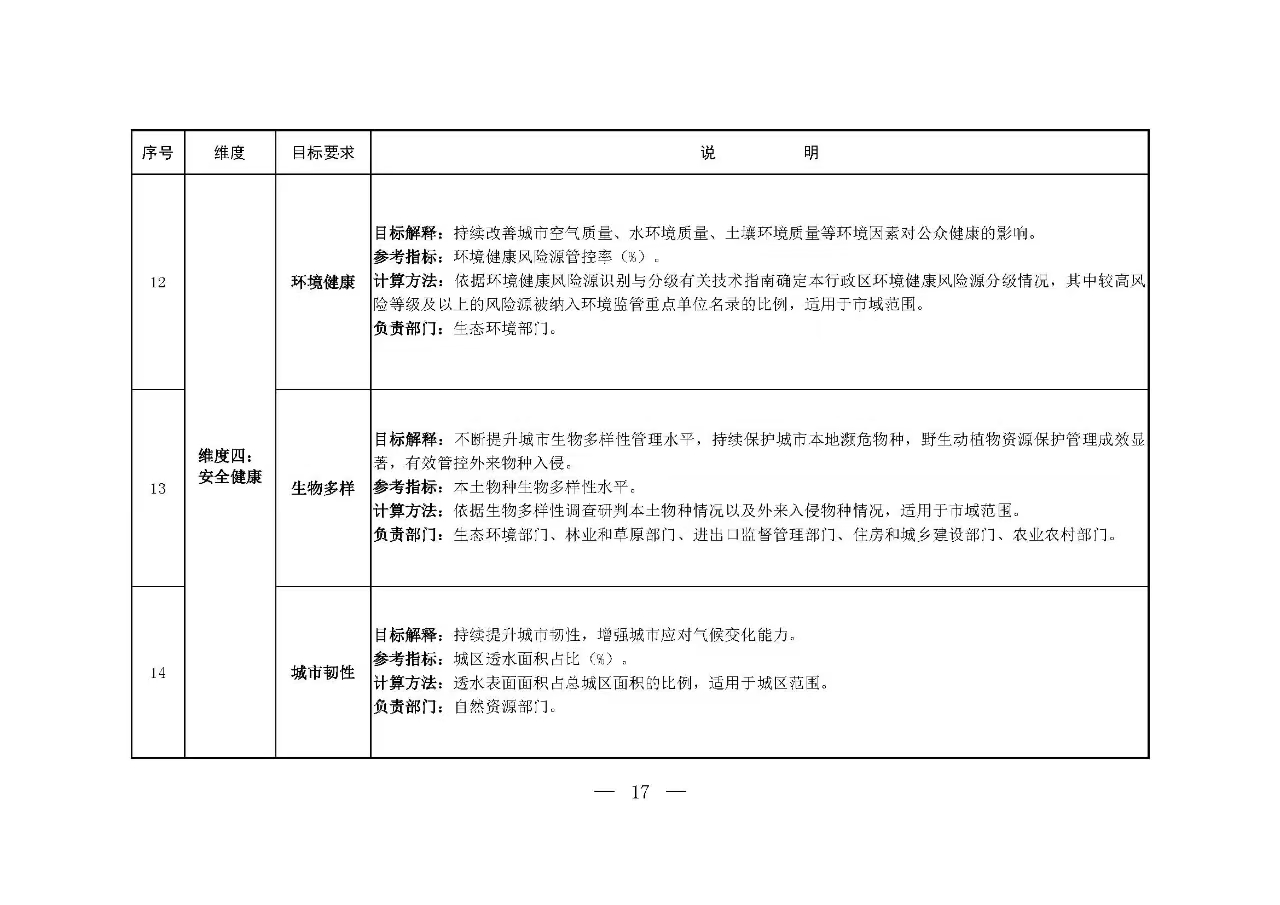 序号 维度 目标要求 说 明
12
维度四：
安全健康
环境健康
目标解释：持续改善城市空气质量、水环境质量、土壤环境质量等环境因素对公众健康的影响。
参考指标：环境健康风险源管控率（%）。
计算方法：依据环境健康风险源识别与分级有关技术指南确定本行政区环境健康风险源分级情况，其中较高风
险等级及以上的风险源被纳入环境监管重点单位名录的比例，适用于市域范围。
负责部门：生态环境部门。
13
生物多样
目标解释：不断提升城市生物多样性管理水平，持续保护城市本地濒危物种，野生动植物资源保护管理成效显
著，有效管控外来物种入侵。
参考指标：本土物种生物多样性水平。
计算方法：依据生物多样性调查研判本土物种情况以及外来入侵物种情况，适用于市域范围。
负责部门：生态环境部门、林业和草原部门、进出口监督管理部门、住房和城乡建设部门、农业农村部门。
14
城市韧性
目标解释：持续提升城市韧性，增强城市应对气候变化能力。
参考指标：城区透水面积占比（%）。
计算方法：透水表面面积占总城区面积的比例，适用于城区范围。
负责部门：自然资源部门。
— 17 —